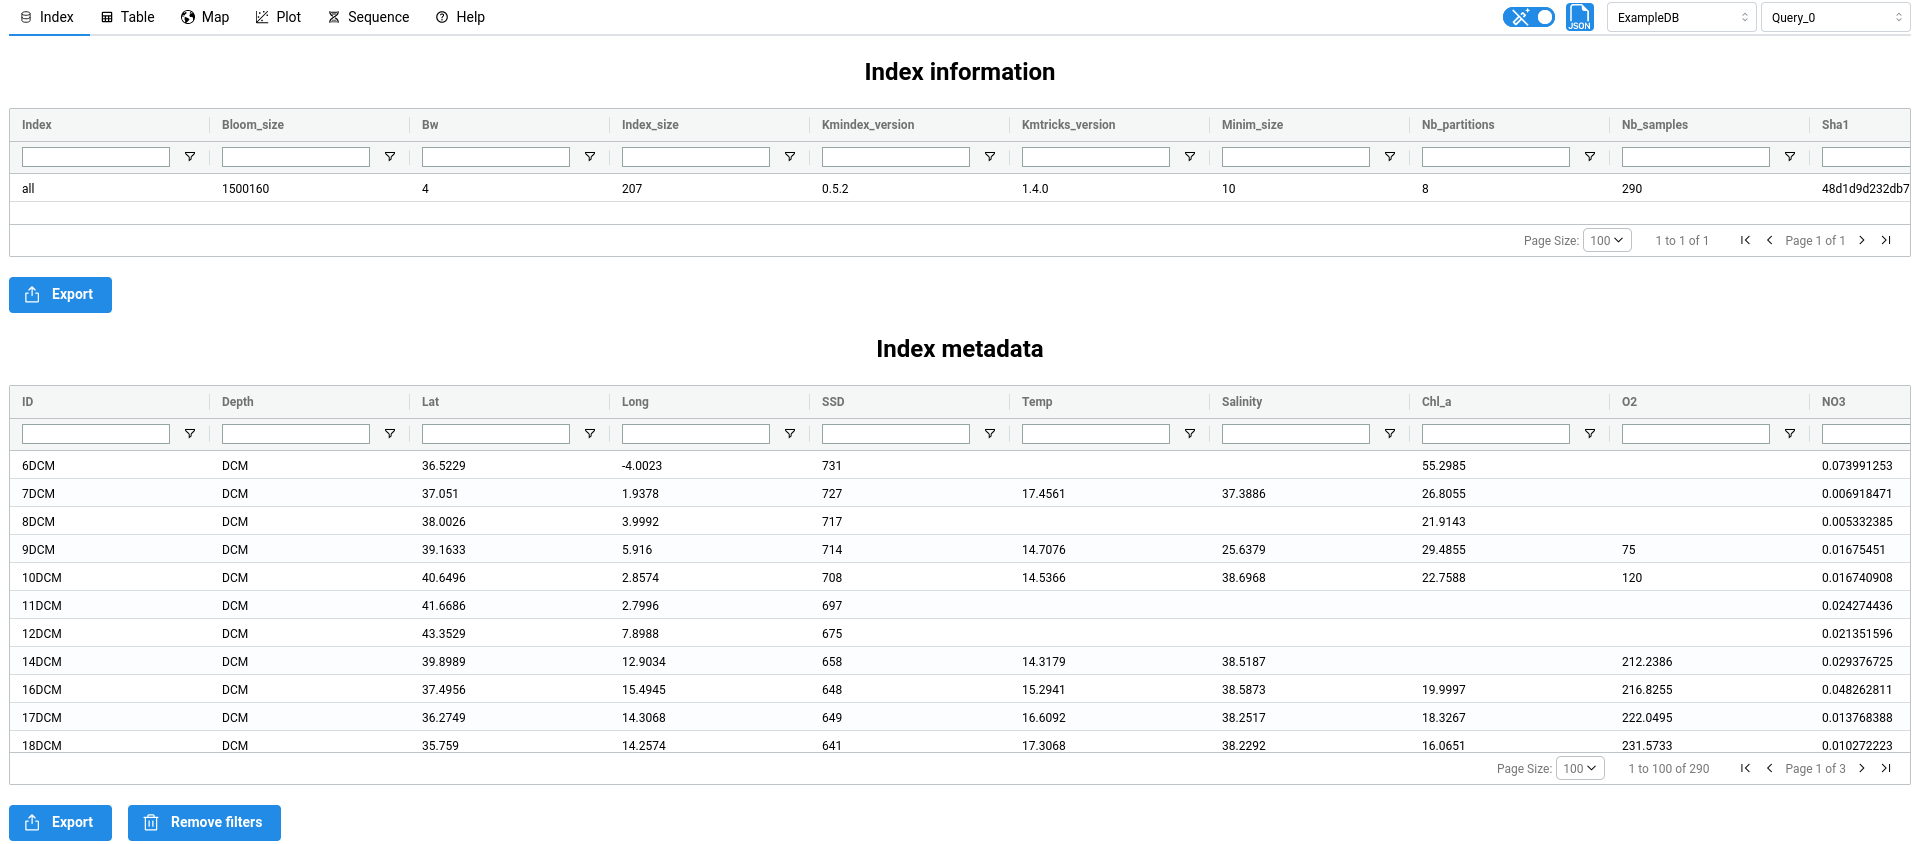 Index Table Map Plot Sequence Help JSON ExampleDB Query_0
Index information
Index Bloom_size Bw Index_size Kmindex_version Kmtricks_version Minim_size Nb_partitions Nb_samples Sha1
all 1500160 4 207 0.5.2 1.4.0 10 8 290 48d1d9d232db7
Page Size: 100 1 to 1 of 1 Page 1 of 1
Export
Index metadata
ID Depth Lat Long SSD Temp Salinity Chl_a O2 NO3
6DCM DCM 36.5229 -4.0023 731 55.2985 0.073991253
7DCM DCM 37.051 1.9378 727 17.4561 37.3886 26.8055 0.006918471
8DCM DCM 38.0026 3.9992 717 21.9143 0.005332385
9DCM DCM 39.1633 5.916 714 14.7076 25.6379 29.4855 75 0.01675451
10DCM DCM 40.6496 2.8574 708 14.5366 38.6968 22.7588 120 0.016740908
11DCM DCM 41.6686 2.7996 697 0.024274436
12DCM DCM 43.3529 7.8988 675 0.021351596
14DCM DCM 39.8989 12.9034 658 14.3179 38.5187 212.2386 0.029376725
16DCM DCM 37.4956 15.4945 648 15.2941 38.5873 19.9997 216.8255 0.048262811
17DCM DCM 36.2749 14.3068 649 16.6092 38.2517 18.3267 222.0495 0.013768388
18DCM DCM 35.759 14.2574 641 17.3068 38.2292 16.0651 231.5733 0.010272223
Page Size: 100 1 to 100 of 290 Page 1 of 3
Export Remove filters